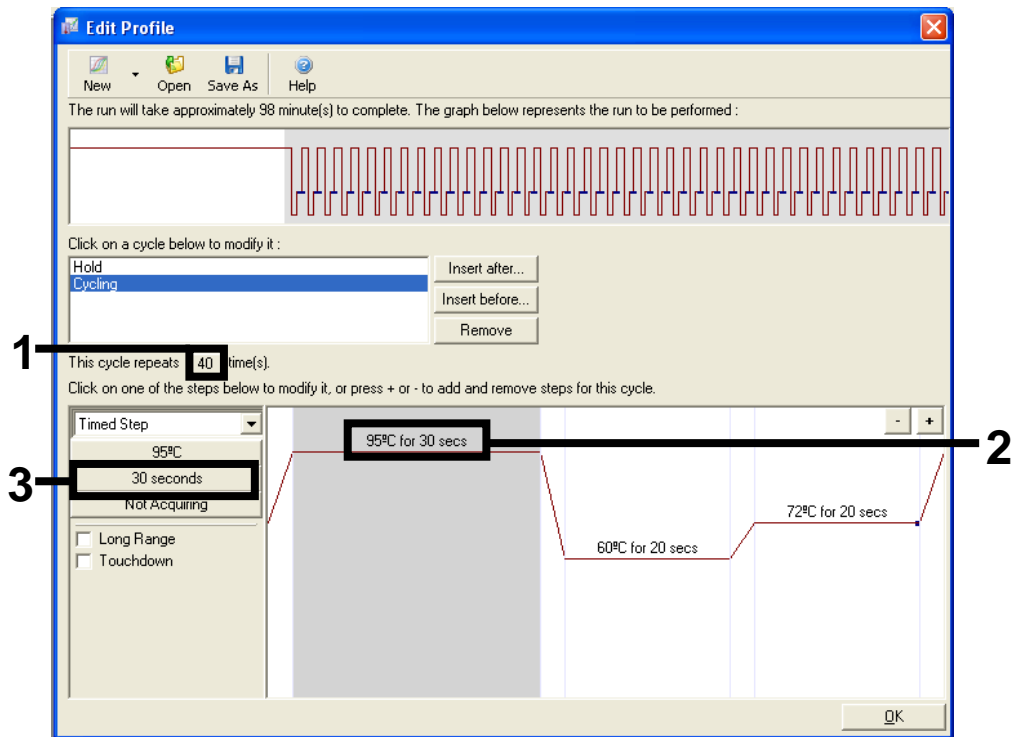 Edit Profile
New Open Save As Help
The run will take approximately 98 minute(s) to complete. The graph below represents the run to be performed :
Click on a cycle below to modify it :
Hold
Cycling
Insert after...
Insert before...
Remove
1
This cycle repeats 40 time(s).
Click on one of the steps below to modify it, or press + or - to add and remove steps for this cycle.
Timed Step
- +
95ºC
95ºC for 30 secs
2
3
30 seconds
Not Acquiring
72ºC for 20 secs
Long Range
60ºC for 20 secs
Touchdown
OK